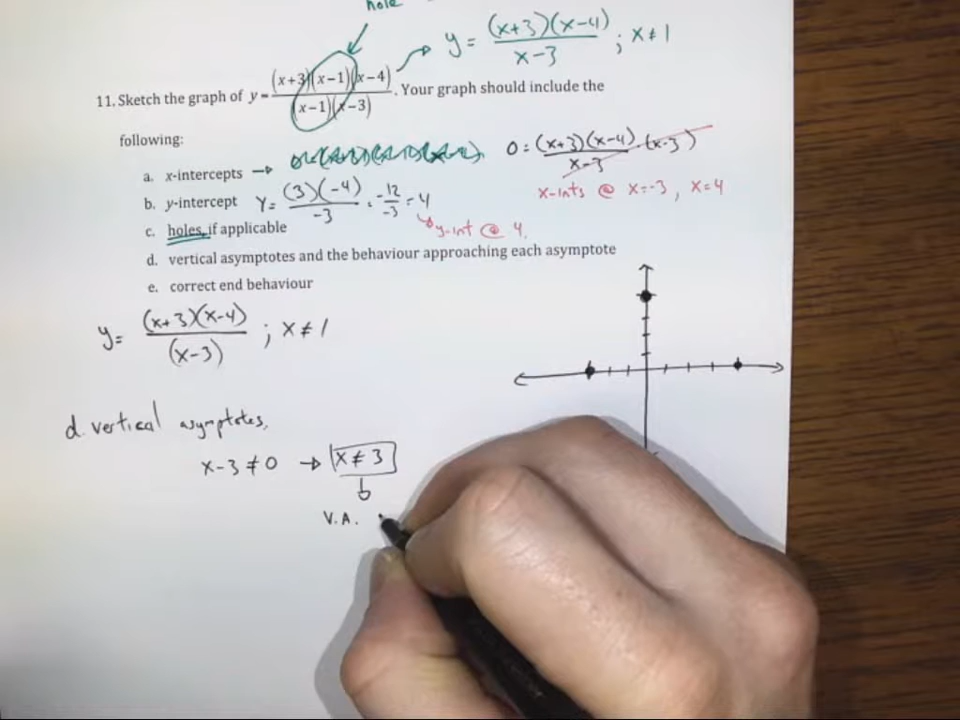 hole
y = (x+3)(x-4) / x-3 ; x ≠ 1
11. Sketch the graph of y = (x+3)(x−1)(x−4) / (x−1)(x−3). Your graph should include the
following:
a. x-intercepts →
0 = (x+3)(x-4) / x-3 · (x-3)
x-ints @ x=-3, x=4
b. y-intercept y = (3)(-4) / -3 = -12 / -3 = 4
y-int @ 4.
c. holes, if applicable
d. vertical asymptotes and the behaviour approaching each asymptote
e. correct end behaviour
y = (x+3)(x-4) / (x-3) ; x ≠ 1
d. vertical asymptotes,
x-3 ≠ 0 → x ≠ 3
V.A.